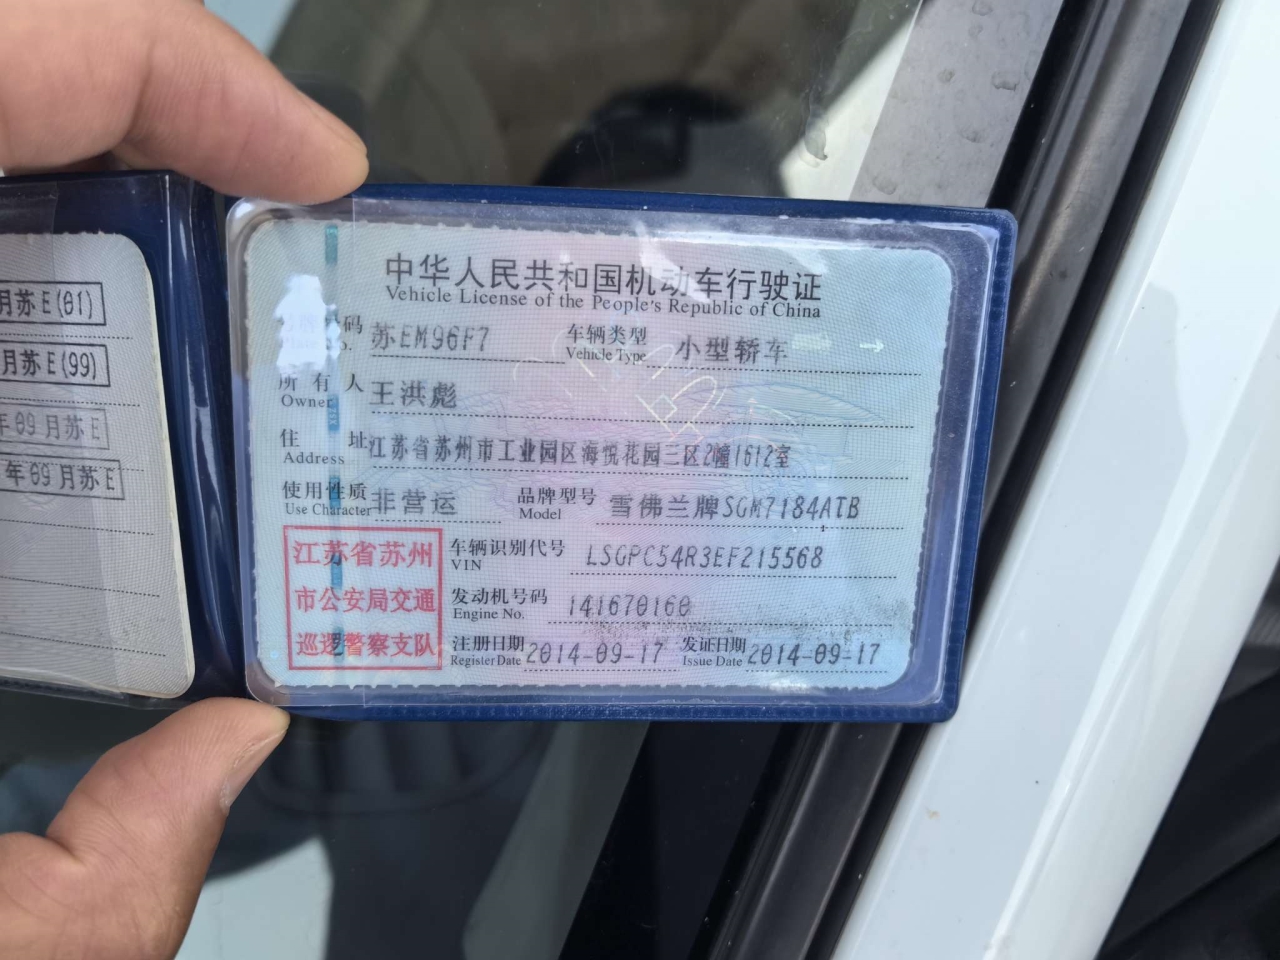 月苏E(01)
月苏E(99)
年09月苏E
年09月苏E
中华人民共和国机动车行驶证
Vehicle License of the People's Republic of China
号码 苏EM96F7 车辆类型 小型轿车
No. Vehicle Type
所有人 王洪彪
Owner
住址 江苏省苏州市工业园区海悦花园三区2幢1612室
Address
使用性质 非营运 品牌型号 雪佛兰牌SGM7184ATB
Use Character Model
江苏省苏州
市公安局交通
巡逻警察支队
车辆识别代号 LSGPC54R3EF215568
VIN
发动机号码 141670160
Engine No.
注册日期 2014-09-17 发证日期 2014-09-17
Register Date Issue Date